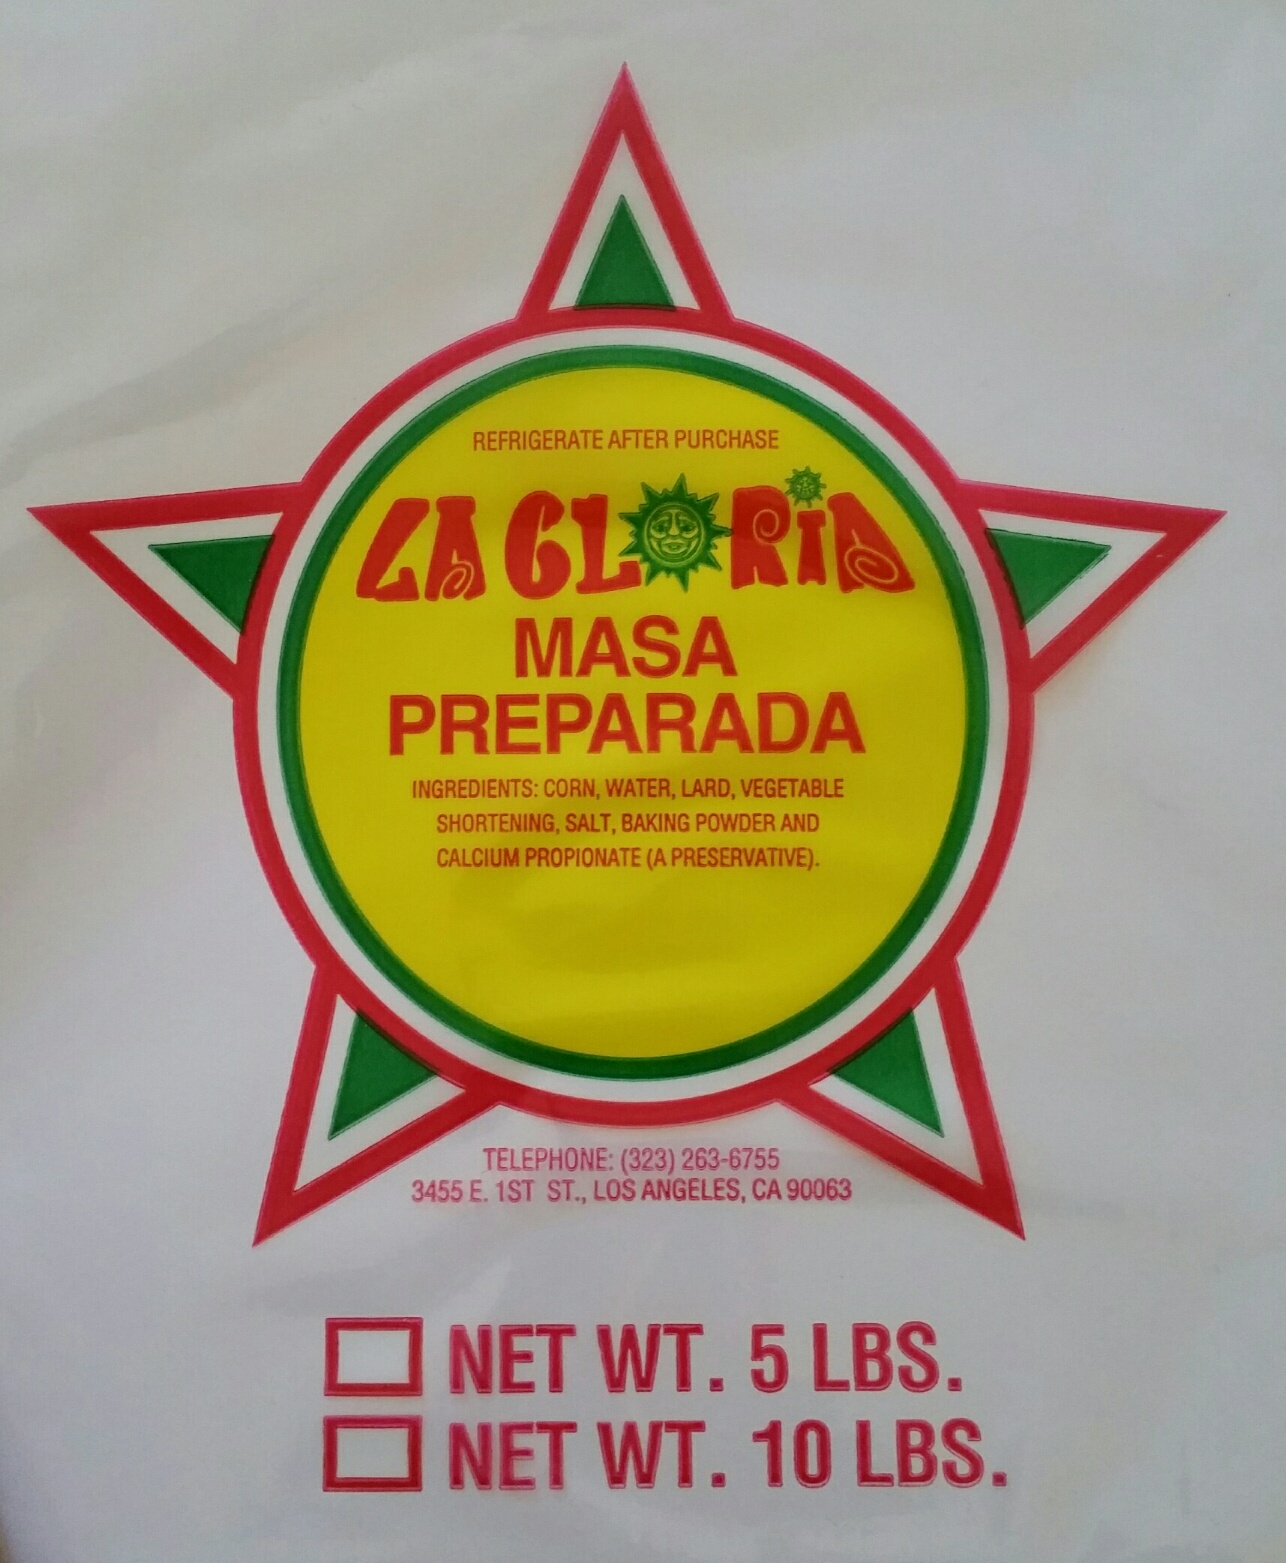 REFRIGERATE AFTER PURCHASE
LA GLORIA
MASA
PREPARADA
INGREDIENTS: CORN, WATER, LARD, VEGETABLE
SHORTENING, SALT, BAKING POWDER AND
CALCIUM PROPIONATE (A PRESERVATIVE).
TELEPHONE: (323) 263-6755
3455 E. 1ST ST., LOS ANGELES, CA 90063
NET WT. 5 LBS.
NET WT. 10 LBS.